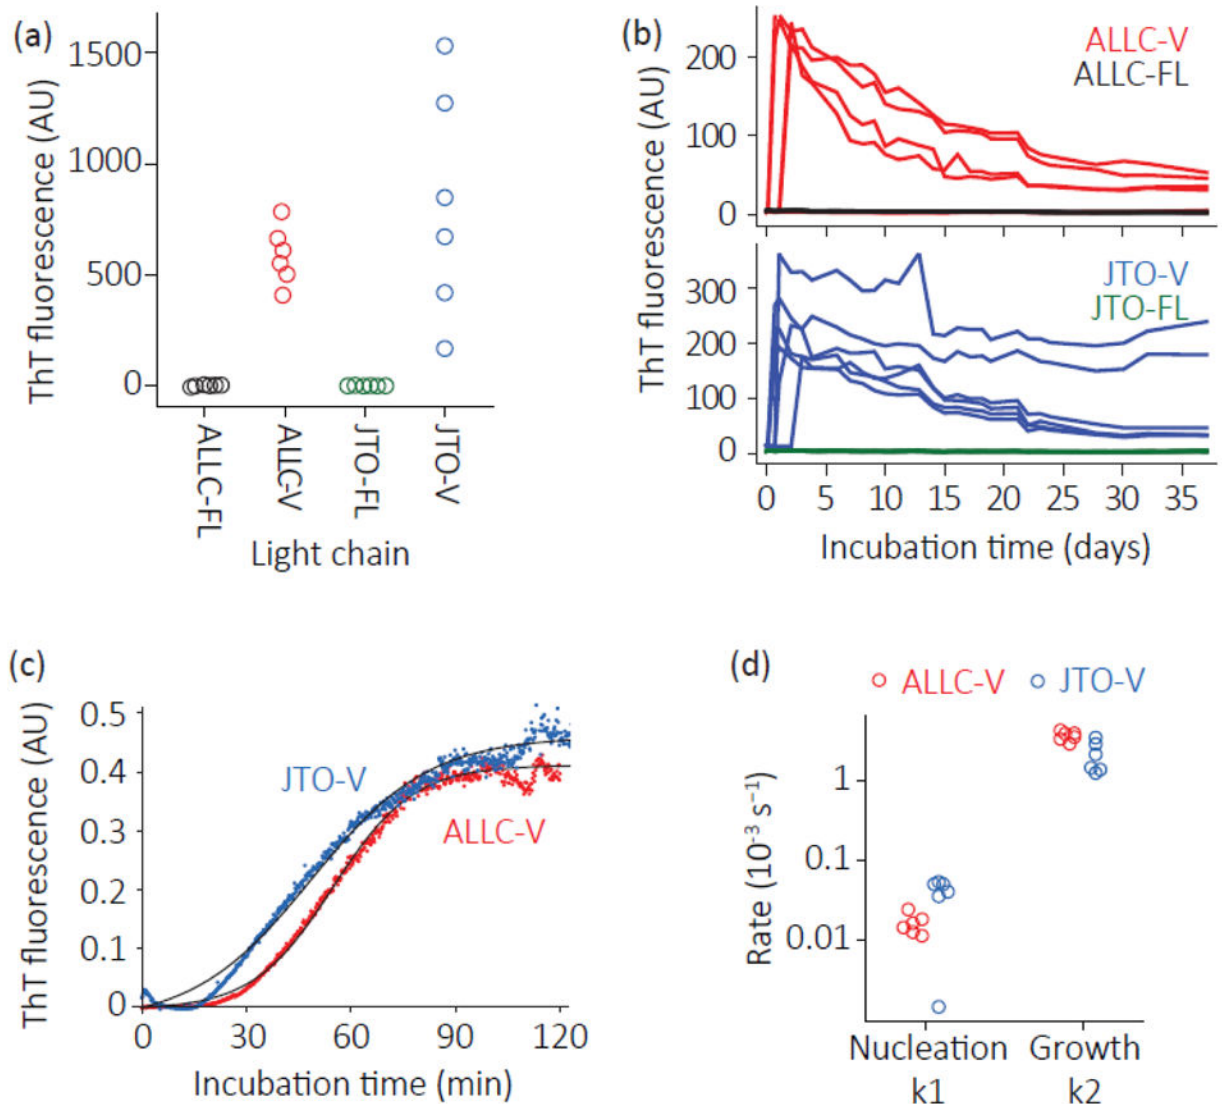 (a)
ThT fluorescence (AU)
1500
1000
500
0
ALLC-FL
ALLC-V
JTO-FL
JTO-V
Light chain
(b)
ThT fluorescence (AU)
200
100
0
ALLC-V
ALLC-FL
300
200
100
0
JTO-V
JTO-FL
0 5 10 15 20 25 30 35
Incubation time (days)
(c)
ThT fluorescence (AU)
0.5
0.4
0.3
0.2
0.1
0
JTO-V
ALLC-V
0 30 60 90 120
Incubation time (min)
(d)
ALLC-V JTO-V
Rate (10⁻³ s⁻¹)
1
0.1
0.01
Nucleation Growth
k1 k2